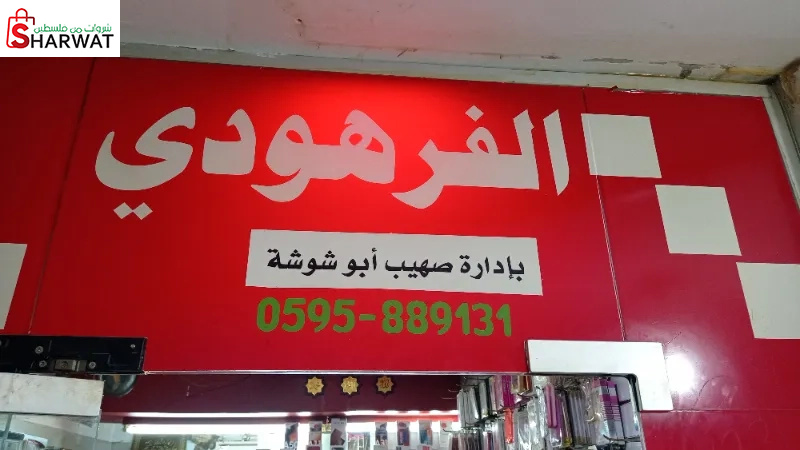 شروات من فلسطين
SHARWAT
الفرهودي
بإدارة صهيب أبو شوشة
0595-889131